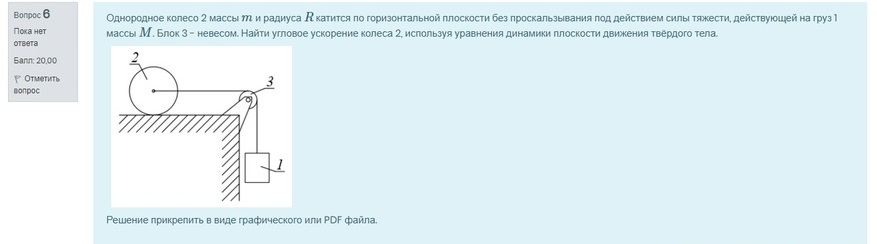 Вопрос 6
Пока нет
ответа
Балл: 20,00
Отметить
вопрос
Однородное колесо 2 массы m и радиуса R катится по горизонтальной плоскости без проскальзывания под действием силы тяжести, действующей на груз 1
массы M. Блок 3 – невесом. Найти угловое ускорение колеса 2, используя уравнения динамики плоскости движения твёрдого тела.
2
3
1
Решение прикрепить в виде графического или PDF файла.